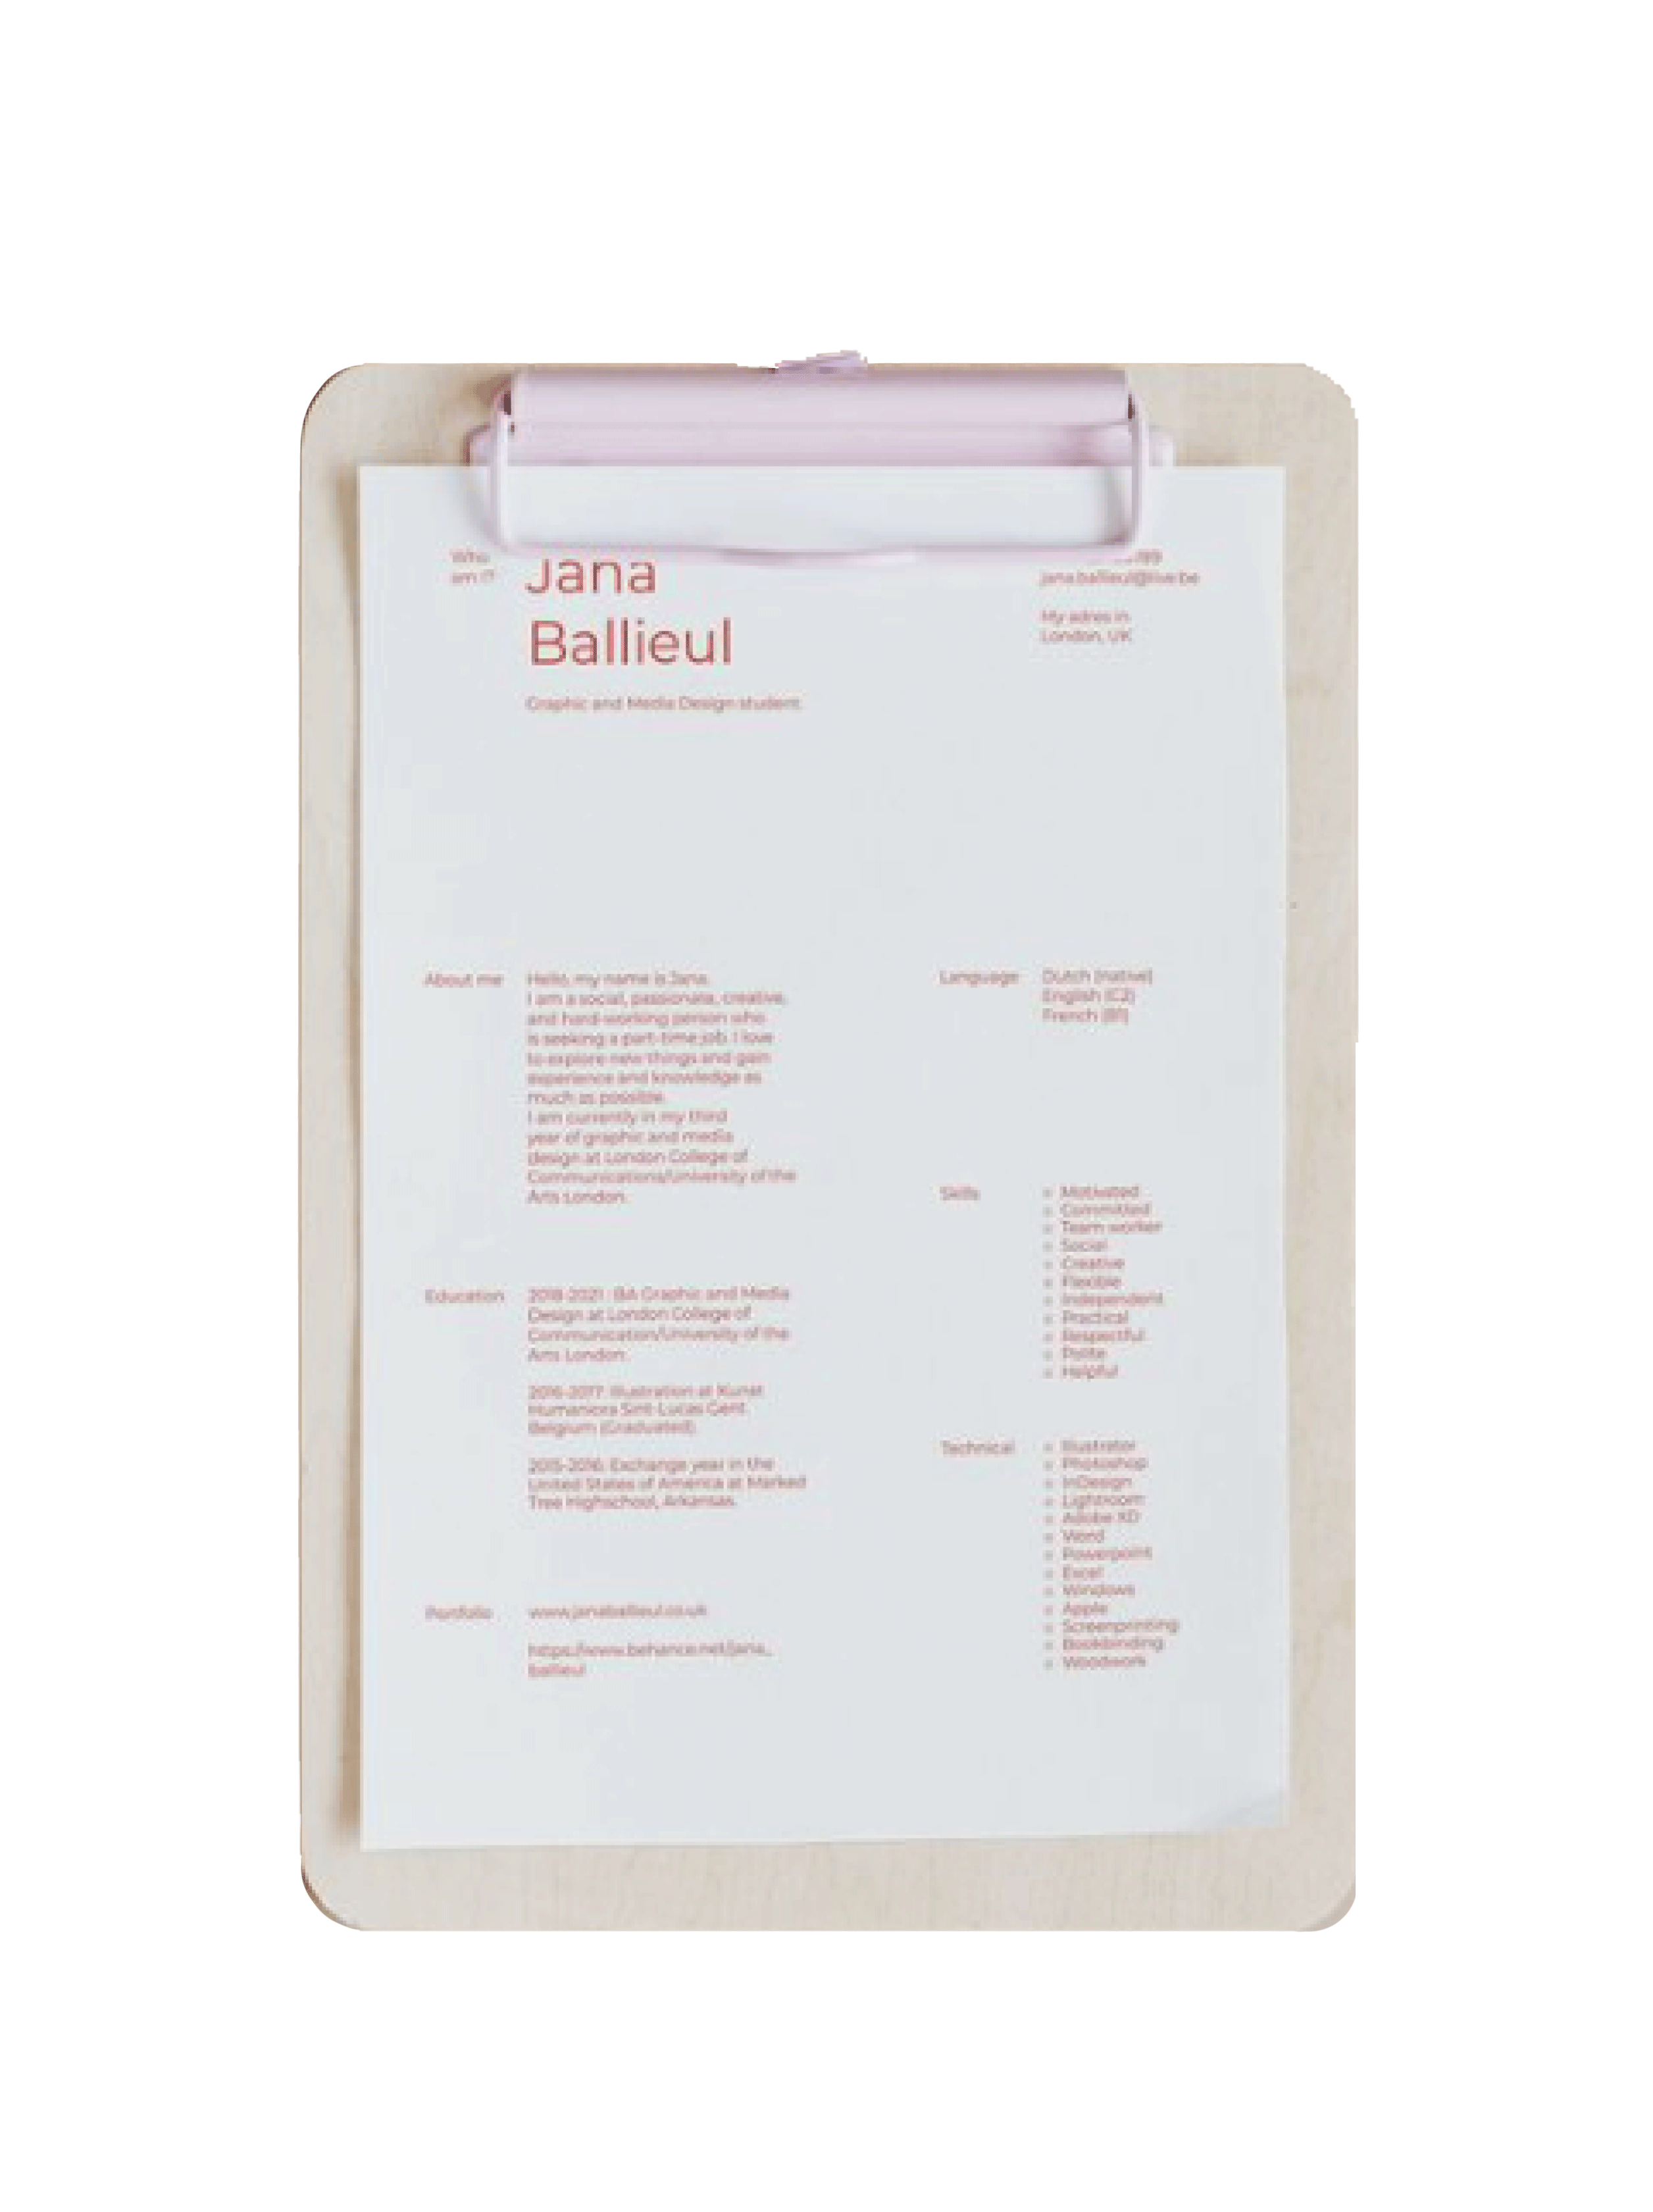 Who
am I?
Jana
Ballieul
Graphic and Media Design student
jana.ballieul@live.be
My adres in
London, UK
About me
Hello, my name is Jana.
I am a social, passionate, creative,
and hard-working person who
is seeking a part-time job. I love
to explore new things and gain
experience and knowledge as
much as possible.
I am currently in my third
year of graphic and media
design at London College of
Communications/University of the
Arts London.
Education
2018-2021 : BA Graphic and Media
Design at London College of
Communication/University of the
Arts London.
2016-2017: Illustration at Kunst
Humaniora Sint-Lucas Gent
Belgium (Graduated).
2015-2016: Exchange year in the
United States of America at Marked
Tree Highschool, Arkansas.
Portfolio
www.janaballieul.co.uk
https://www.behance.net/jana_
ballieul
Language
Dutch (native)
English (C2)
French (B1)
Skills
Motivated
Committed
Team worker
Social
Creative
Flexible
Independent
Practical
Respectful
Polite
Helpful
Technical
Illustrator
Photoshop
InDesign
Lightroom
Adobe XD
Word
Powerpoint
Excel
Windows
Apple
Screenprinting
Bookbinding
Woodwork